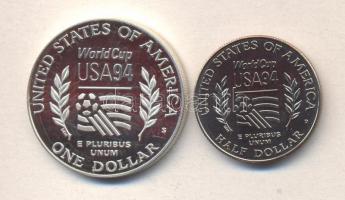 UNITED STATES OF AMERICA
World Cup
USA94
S
E PLURIBUS
UNUM
ONE DOLLAR
UNITED STATES OF AMERICA
World Cup
USA94
E PLURIBUS
UNUM
HALF DOLLAR